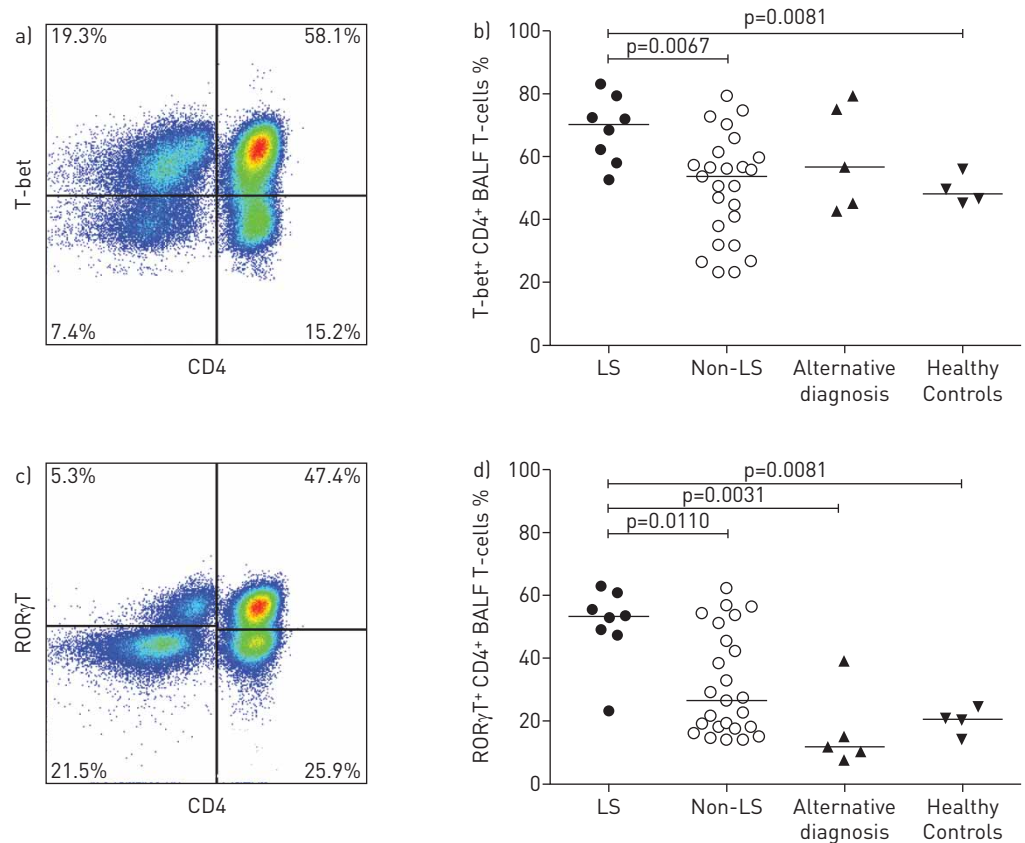 a)
19.3%
58.1%
T-bet
7.4%
15.2%
CD4
b)
p=0.0081
p=0.0067
T-bet⁺ CD4⁺ BALF T-cells %
100
80
60
40
20
0
LS
Non-LS
Alternative
diagnosis
Healthy
Controls
c)
5.3%
47.4%
RORγT
21.5%
25.9%
CD4
d)
p=0.0081
p=0.0031
p=0.0110
RORγT⁺ CD4⁺ BALF T-cells %
100
80
60
40
20
0
LS
Non-LS
Alternative
diagnosis
Healthy
Controls